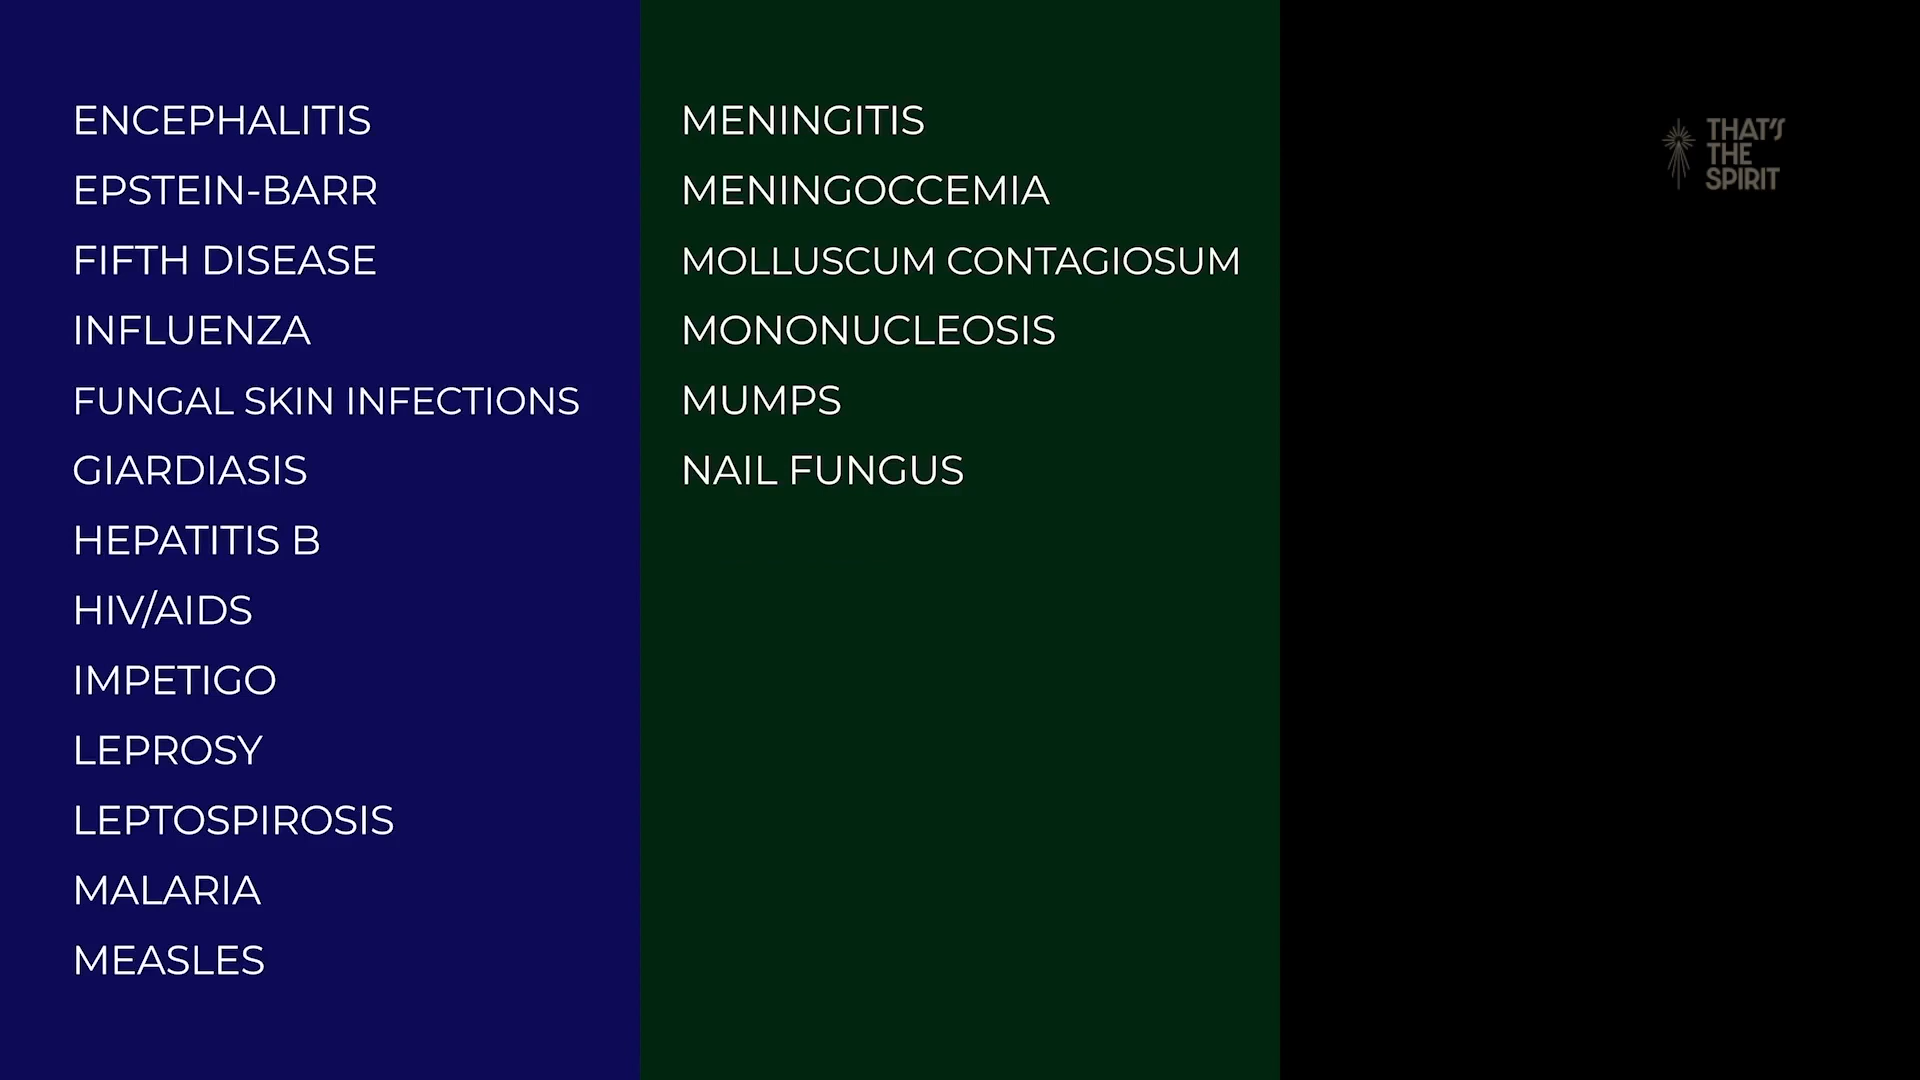 ENCEPHALITIS
EPSTEIN-BARR
FIFTH DISEASE
INFLUENZA
FUNGAL SKIN INFECTIONS
GIARDIASIS
HEPATITIS B
HIV/AIDS
IMPETIGO
LEPROSY
LEPTOSPIROSIS
MALARIA
MEASLES
MENINGITIS
MENINGOCCEMIA
MOLLUSCUM CONTAGIOSUM
MONONUCLEOSIS
MUMPS
NAIL FUNGUS
THAT'S
THE
SPIRIT